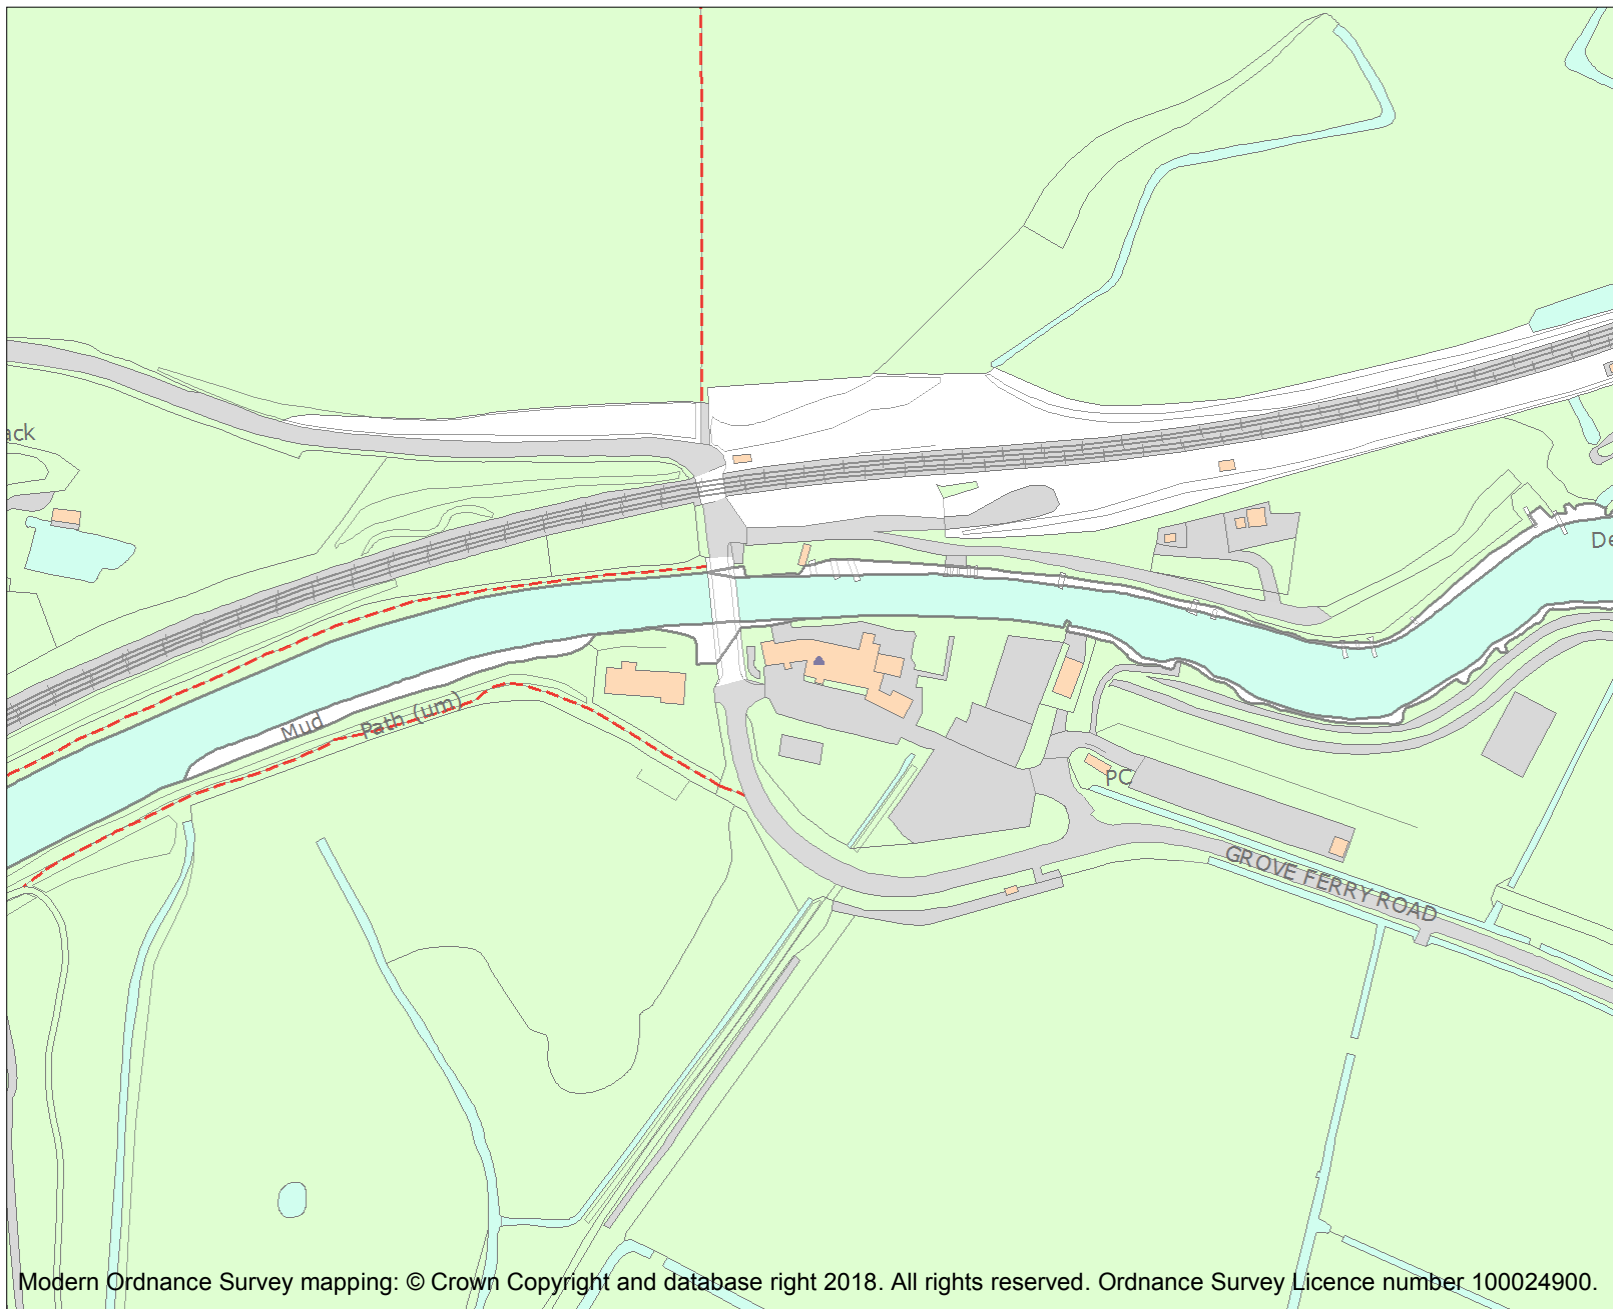 ack
De
Mud
Path (um)
PC
GROVE FERRY ROAD
Modern Ordnance Survey mapping: © Crown Copyright and database right 2018. All rights reserved. Ordnance Survey Licence number 100024900.